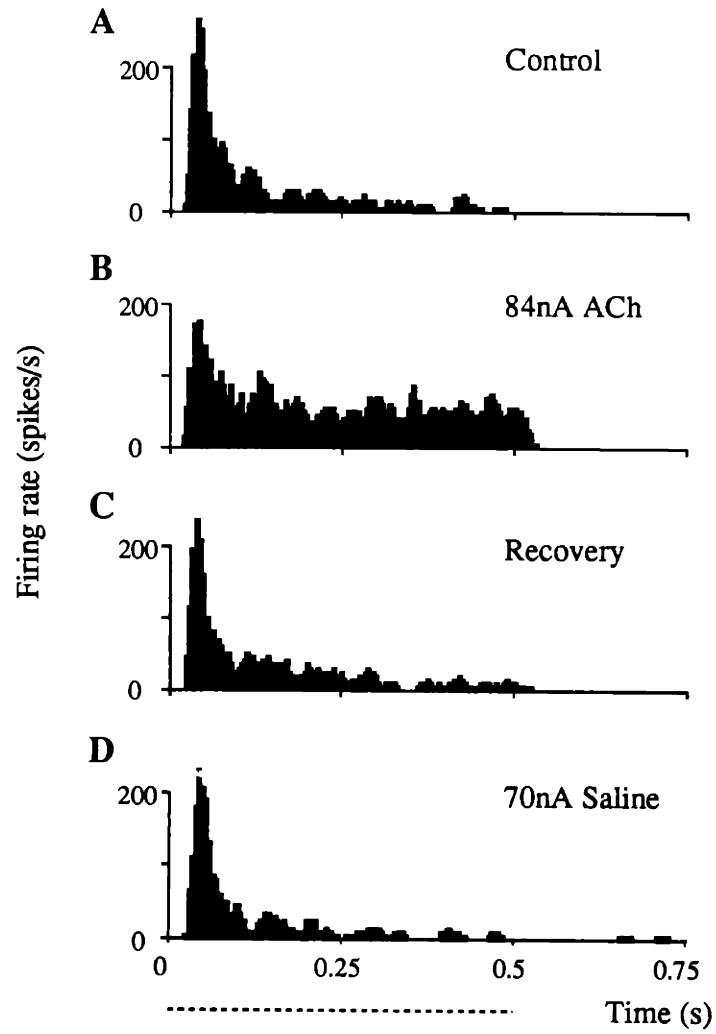 A
Control
200
0
B
84nA ACh
200
0
Firing rate (spikes/s)
C
Recovery
200
0
D
70nA Saline
200
0
0 0.25 0.5 0.75
Time (s)